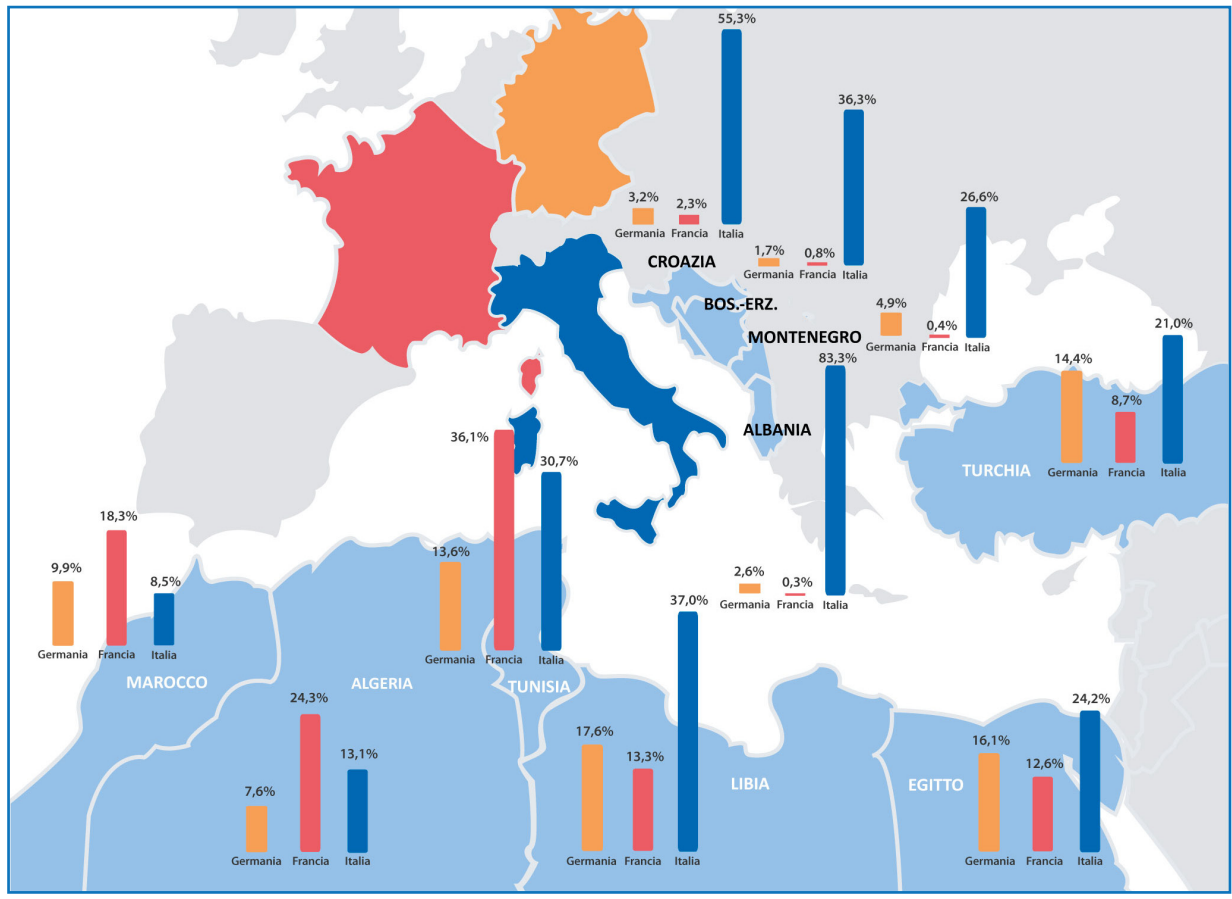 55,3%
3,2%
2,3%
Germania Francia Italia
CROAZIA
36,3%
1,7%
0,8%
Germania Francia Italia
BOS.-ERZ.
26,6%
4,9%
0,4%
Germania Francia Italia
MONTENEGRO
83,3%
2,6%
0,3%
Germania Francia Italia
ALBANIA
21,0%
14,4%
8,7%
Germania Francia Italia
TURCHIA
18,3%
9,9%
8,5%
Germania Francia Italia
MAROCCO
24,3%
13,1%
7,6%
Germania Francia Italia
ALGERIA
36,1%
30,7%
13,6%
Germania Francia Italia
TUNISIA
37,0%
17,6%
13,3%
Germania Francia Italia
LIBIA
24,2%
16,1%
12,6%
Germania Francia Italia
EGITTO